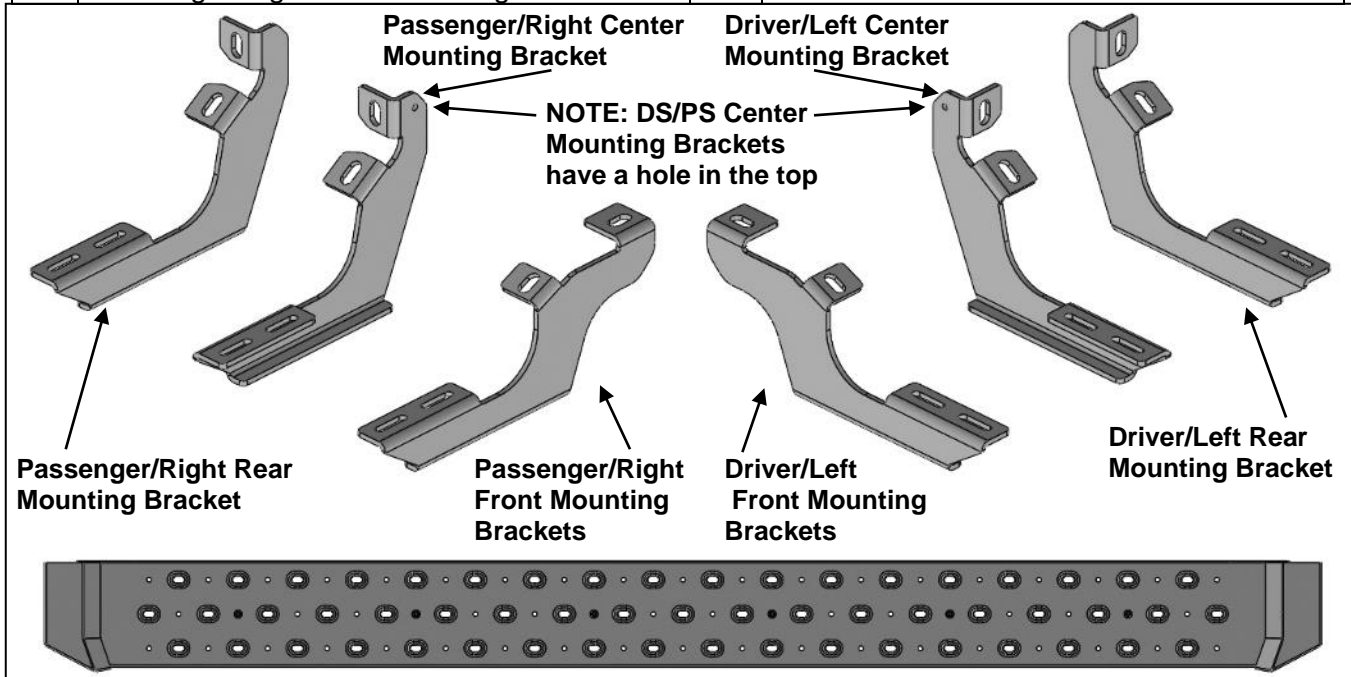 Passenger/Right Center
Mounting Bracket
Driver/Left Center
Mounting Bracket
NOTE: DS/PS Center
Mounting Brackets
have a hole in the top
Passenger/Right Rear
Mounting Bracket
Passenger/Right
Front Mounting
Brackets
Driver/Left
Front Mounting
Brackets
Driver/Left Rear
Mounting Bracket